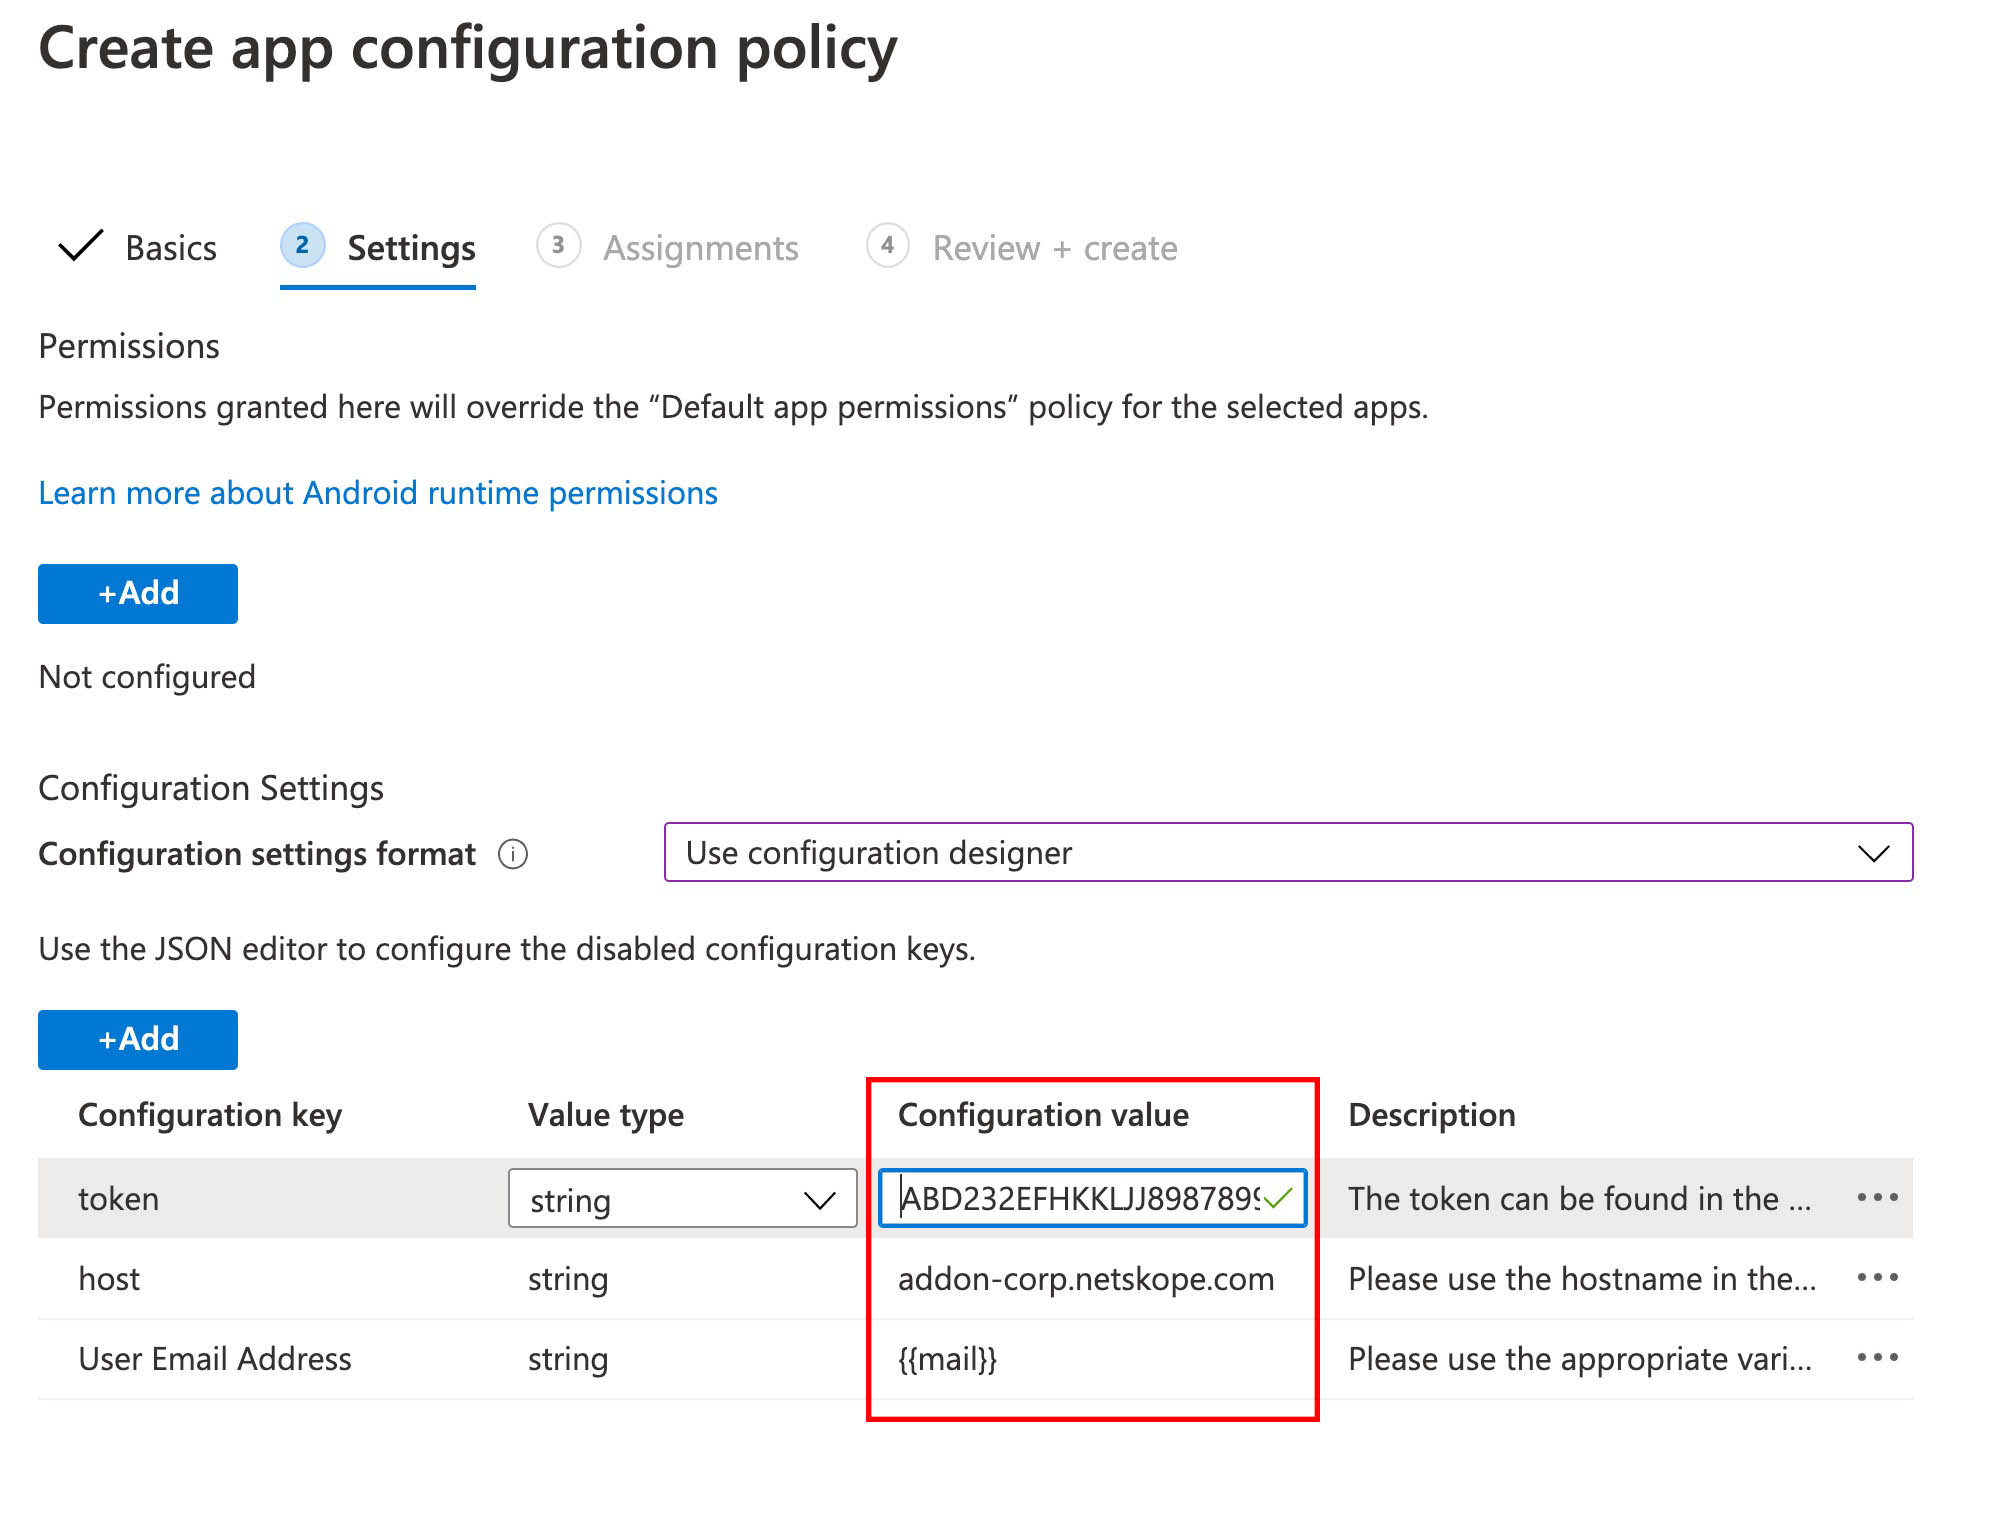 Create app configuration policy
Basics 2 Settings 3 Assignments 4 Review + create
Permissions
Permissions granted here will override the “Default app permissions” policy for the selected apps.
Learn more about Android runtime permissions
+Add
Not configured
Configuration Settings
Configuration settings format i Use configuration designer
Use the JSON editor to configure the disabled configuration keys.
+Add
Configuration key Value type Configuration value Description
token string ABD232EFHKKLJJ8987899 The token can be found in the ...
host string addon-corp.netskope.com Please use the hostname in the...
User Email Address string {{mail}} Please use the appropriate vari...